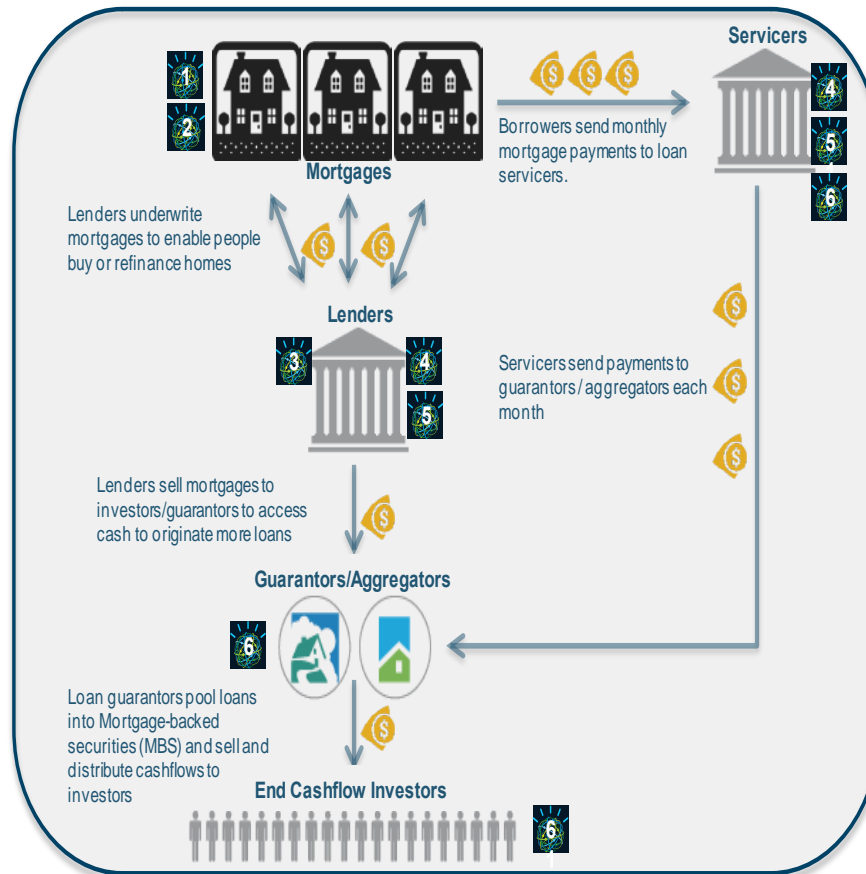 Servicers
1
2
4
5
6
Borrowers send monthly
mortgage payments to loan
servicers.
Mortgages
Lenders underwrite
mortgages to enable people
buy or refinance homes
Lenders
3
4
5
Servicers send payments to
guarantors / aggregators each
month
Lenders sell mortgages to
investors/guarantors to access
cash to originate more loans
Guarantors/Aggregators
6
Loan guarantors pool loans
into Mortgage-backed
securities (MBS) and sell and
distribute cashflows to
investors
End Cashflow Investors
6